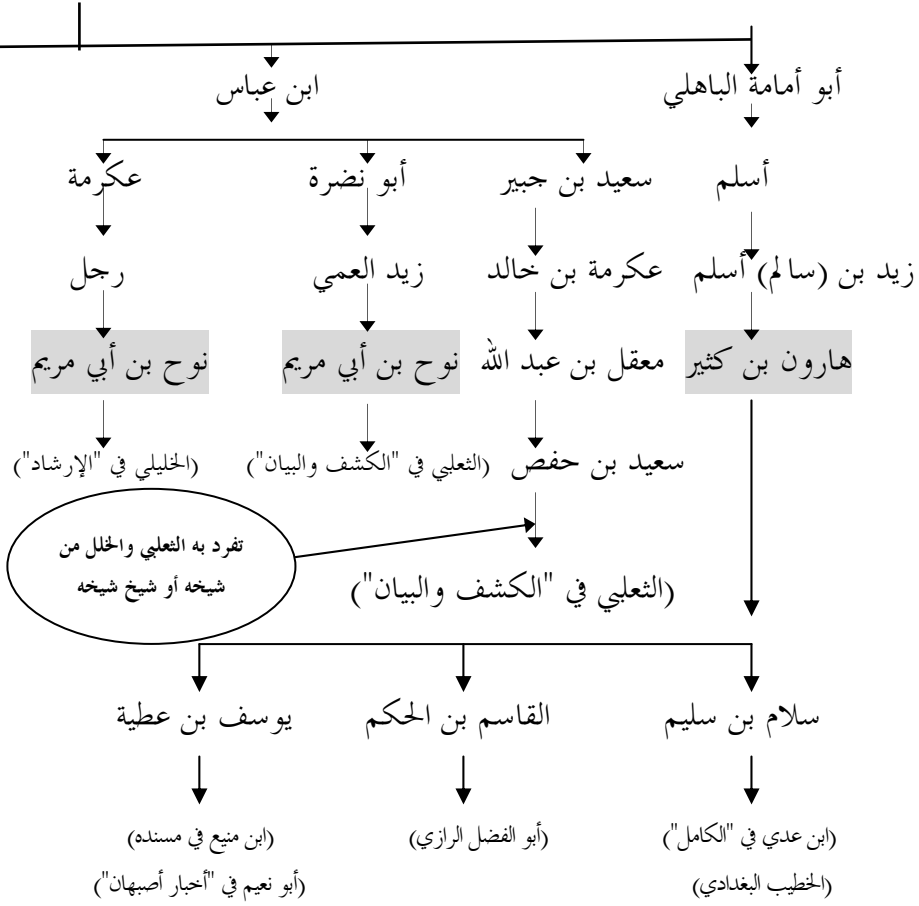 أبو أمامة الباهلي ابن عباس
أسلم سعيد بن جبير أبو نضرة عكرمة
زيد بن (سالم) أسلم عكرمة بن خالد زيد العمي رجل
هارون بن كثير معقل بن عبد الله نوح بن أبي مريم نوح بن أبي مريم
سعيد بن حفص (الثعلبي في "الكشف والبيان") (الخليلي في "الإرشاد")
تفرد به الثعلبي والخلل من
شيخه أو شيخ شيخه
(الثعلبي في "الكشف والبيان")
سلام بن سليم القاسم بن الحكم يوسف بن عطية
(ابن عدي في "الكامل") (أبو الفضل الرازي) (ابن منيع في مسنده)
(الخطيب البغدادي) (أبو نعيم في "أخبار أصبهان")